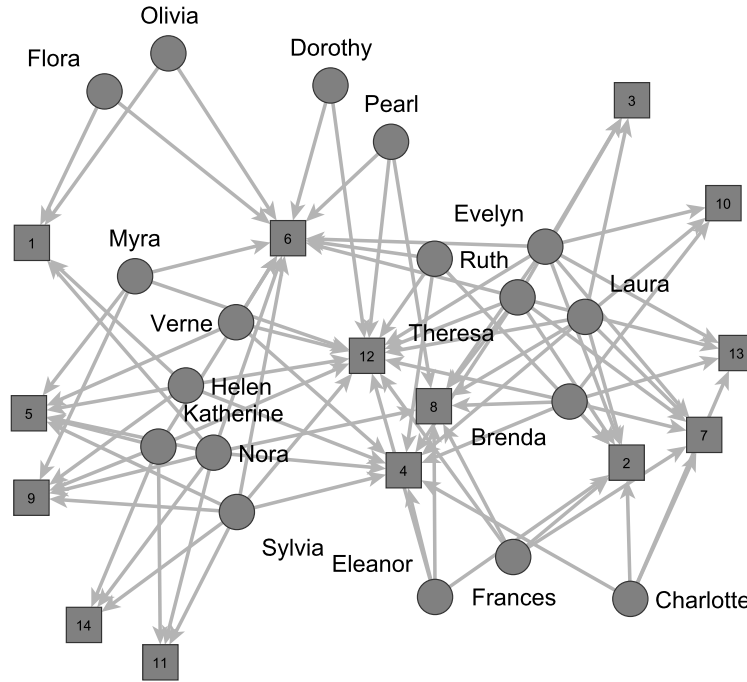 Olivia
Flora
Dorothy
Pearl
3
10
Evelyn
1
Myra
6
Ruth
Laura
Verne
12
Theresa
13
Helen
5
Katherine
8
Brenda
7
Nora
4
2
9
Sylvia
Eleanor
Frances
Charlotte
14
11